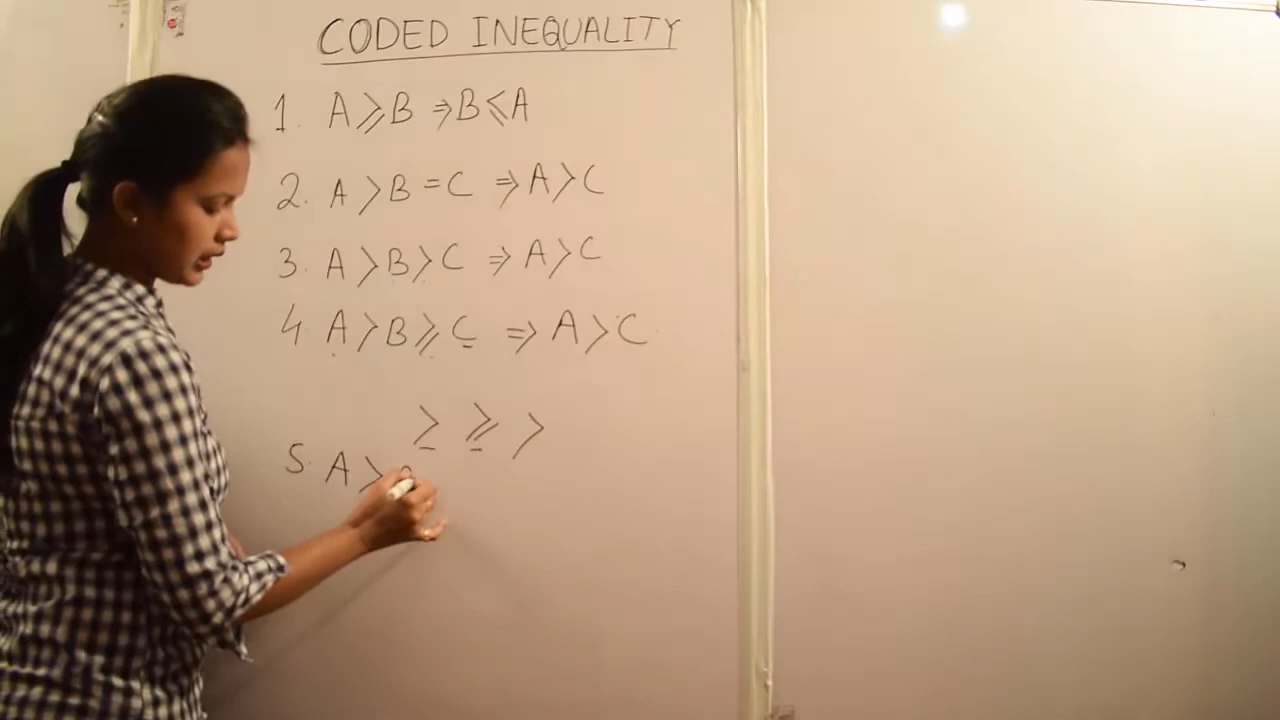 CODED INEQUALITY
1. A ⩾ B ⇒ B ⩽ A
2. A > B = C ⇒ A > C
3. A > B > C ⇒ A > C
4. A > B ⩾ C ⇒ A > C
> ⩾ >
5. A >